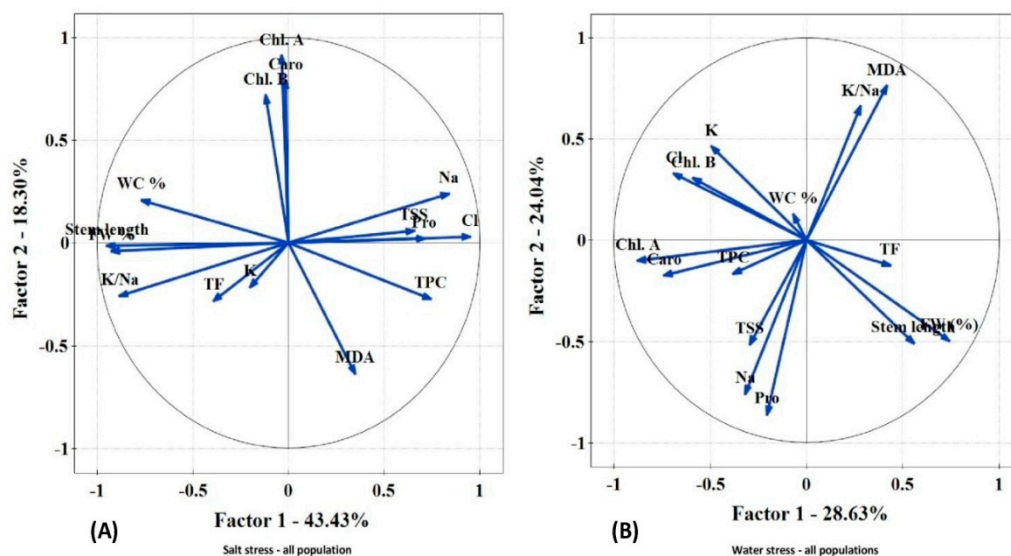 1
Chl. A
Caro
Chl. B
0.5
WC %
Na
TSS
Pro
Cl
Stem length
FW %
0
K/Na
TF
K
TPC
-0.5
MDA
-1
-1
-0.5
0
0.5
1
Factor 2 - 18.30%
Factor 1 - 43.43%
(A)
Salt stress - all population
1
MDA
K/Na
0.5
K
Cl
Chl. B
WC %
0
Chl. A
Caro
TPC
TF
TSS
Stem length
FW (%)
-0.5
Na
Pro
-1
-1
-0.5
0
0.5
1
Factor 2 - 24.04%
Factor 1 - 28.63%
(B)
Water stress - all populations